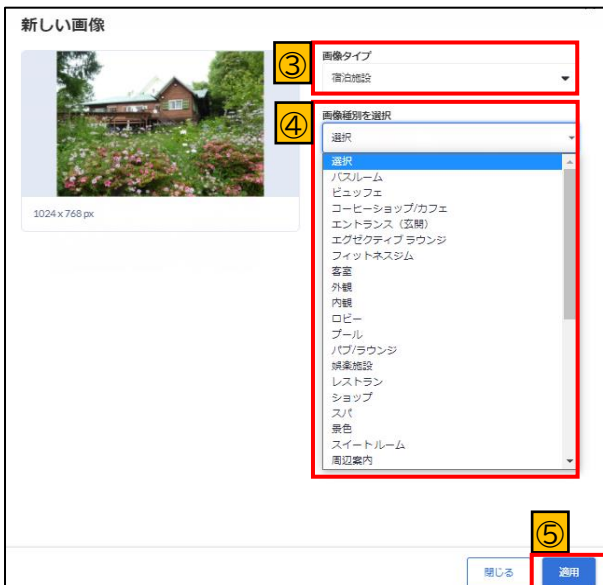 新しい画像
③
画像タイプ
宿泊施設
④
画像種別を選択
選択
選択
バスルーム
ビュッフェ
コーヒーショップ/カフェ
エントランス（玄関）
エグゼクティブ ラウンジ
フィットネスジム
客室
外観
内観
ロビー
プール
パブ/ラウンジ
娯楽施設
レストラン
ショップ
スパ
景色
スイートルーム
周辺案内
1024 x 768 px
⑤
閉じる
適用